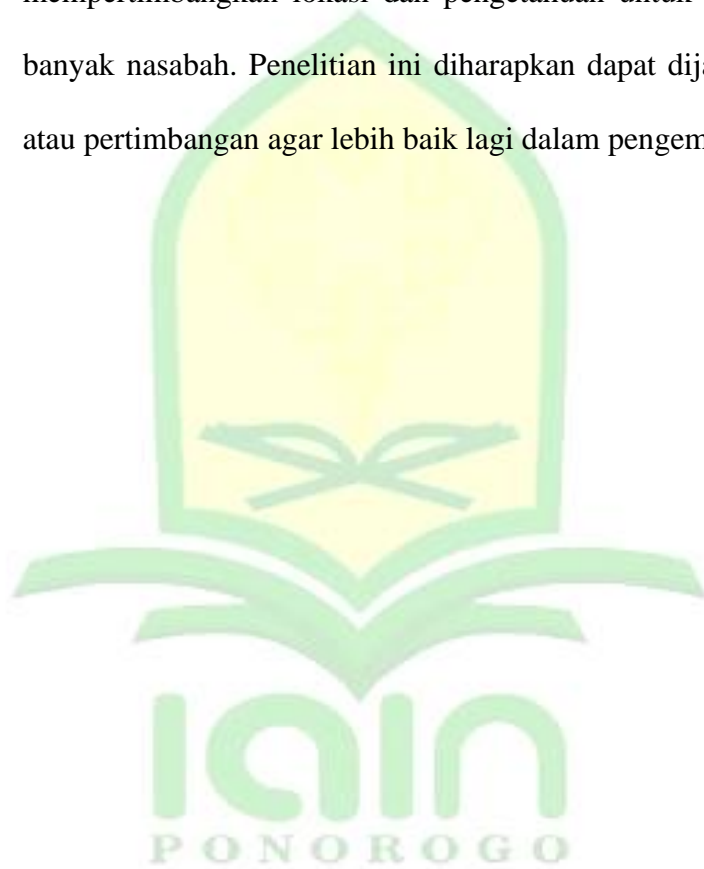 mempertimbangkan lokasi dan pengetahuan untuk
banyak nasabah. Penelitian ini diharapkan dapat
atau pertimbangan agar lebih baik lagi dalam
IAIN
PONOROGO